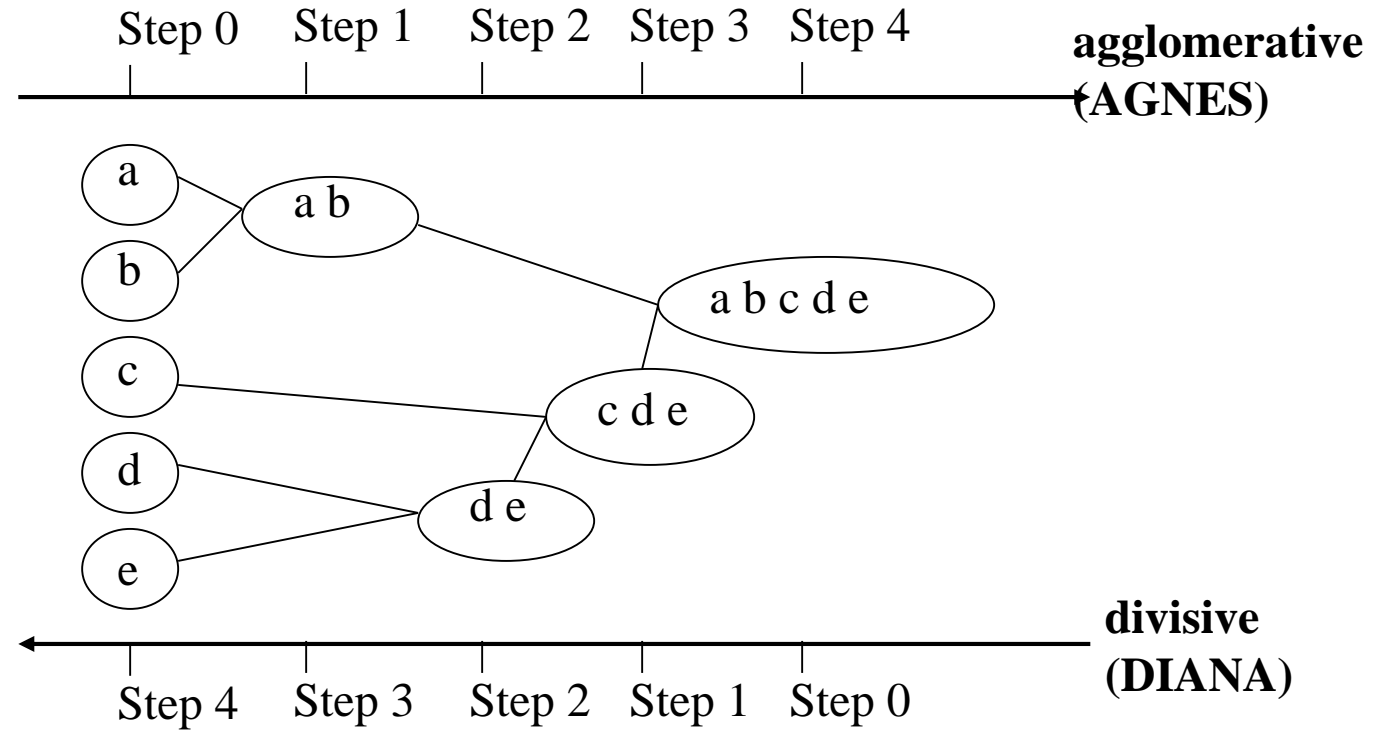 Step 0 Step 1 Step 2 Step 3 Step 4
agglomerative
(AGNES)
a
a b
b
a b c d e
c
c d e
d
d e
e
divisive
(DIANA)
Step 4 Step 3 Step 2 Step 1 Step 0